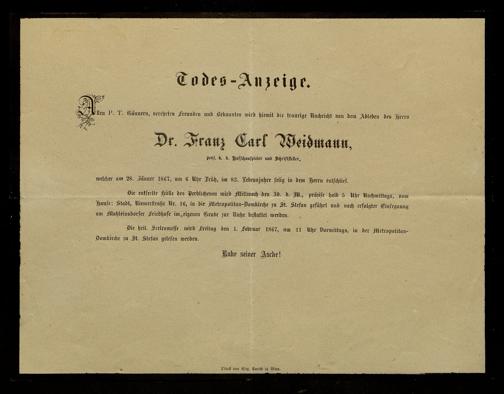 Todes-Anzeige.
Allen P. T. Gönnern, verehrten Freunden und Bekannten wird hiemit die traurige Nachricht von dem Ableben des Herrn
Dr. Franz Carl Weidmann,
pens. k. k. Hofschauspieler und Schriftsteller,
welcher am 28. Jänner 1867, um 6 Uhr Früh, im 83. Lebensjahre selig in dem Herrn entschlief.
Die entseelte Hülle des Verblichenen wird Mittwoch den 30. d. M., präcise halb 5 Uhr Nachmittags, vom
Hause: Stadt, Nr. 16, in die Metropolitan-Domkirche zu St. Stefan geführt und nach erfolgter Einsegnung
am Matzleinsdorfer Friedhofe im eigenen Grabe zur Ruhe bestattet werden.
Die heil. Seelenmesse wird Freitag den 1. Februar 1867, um 11 Uhr Vormittags, in der Metropolitan-
Domkirche zu St. Stefan gelesen werden.
Ruhe seiner Asche!
Druck von in Wien.